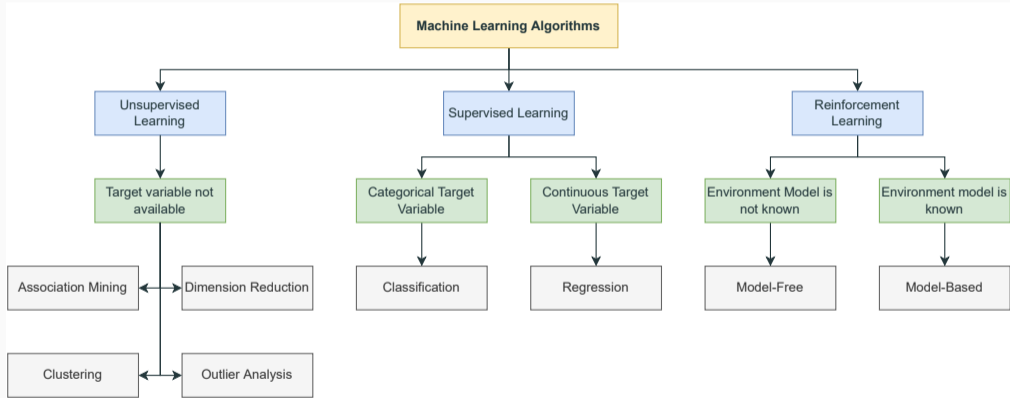 Machine Learning Algorithms
Unsupervised
Learning
Supervised Learning
Reinforcement
Learning
Target variable not
available
Categorical Target
Variable
Continuous Target
Variable
Environment Model is
not known
Environment model is
known
Association Mining
Dimension Reduction
Classification
Regression
Model-Free
Model-Based
Clustering
Outlier Analysis